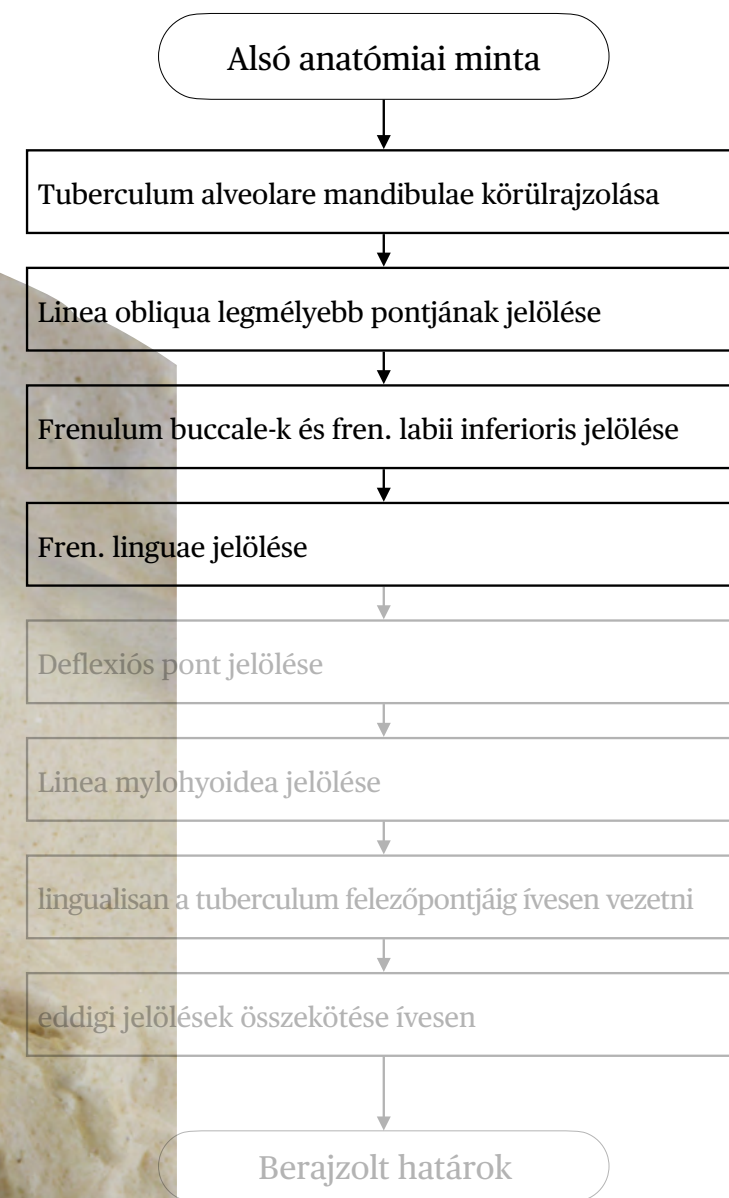 Alsó anatómiai minta
Tuberculum alveolare mandibulae körülrajzolása
Linea obliqua legmélyebb pontjának jelölése
Frenulum buccale-k és fren. labii inferioris jelölése
Fren. linguae jelölése
Deflexiós pont jelölése
Linea mylohyoidea jelölése
lingualisan a tuberculum felezőpontjáig ívesen vezetni
eddigi jelölések összekötése ívesen
Berajzolt határok